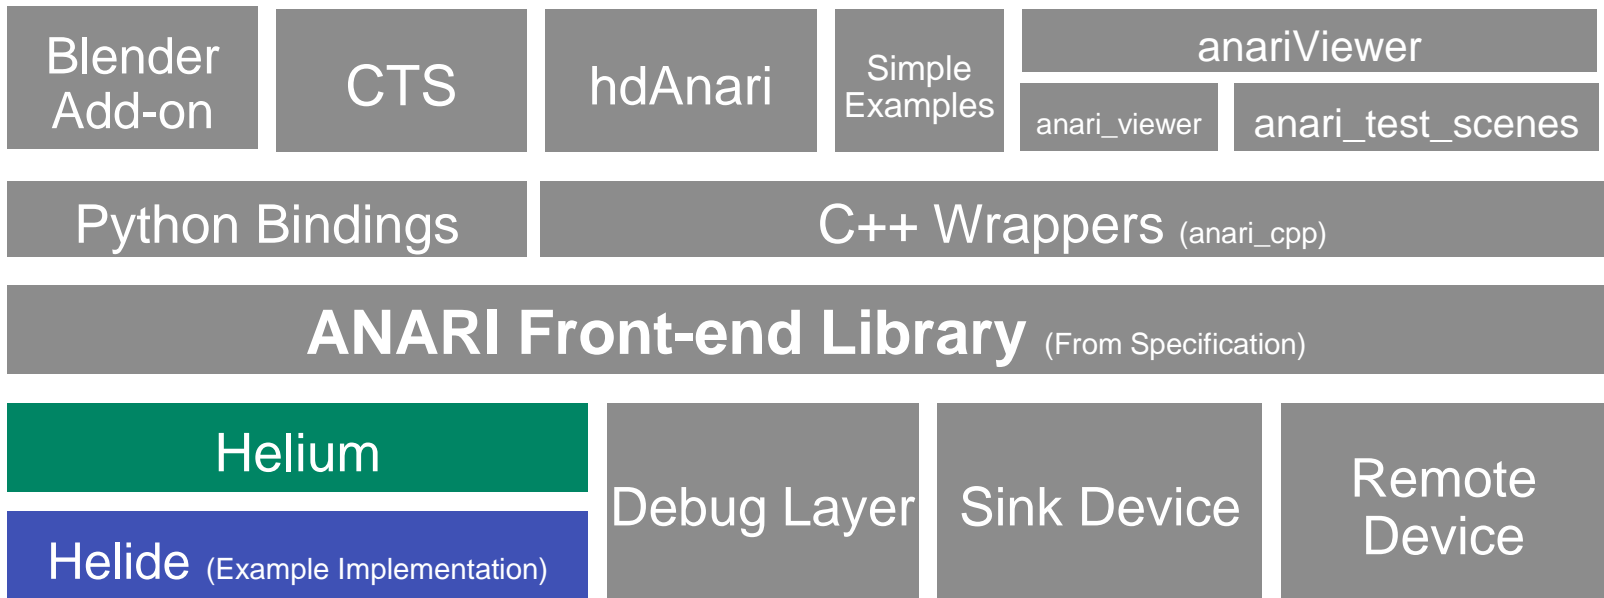 Blender
Add-on
CTS
hdAnari
Simple
Examples
anariViewer
anari_viewer
anari_test_scenes
Python Bindings
C++ Wrappers (anari_cpp)
ANARI Front-end Library (From Specification)
Helium
Helide (Example Implementation)
Debug Layer
Sink Device
Remote
Device